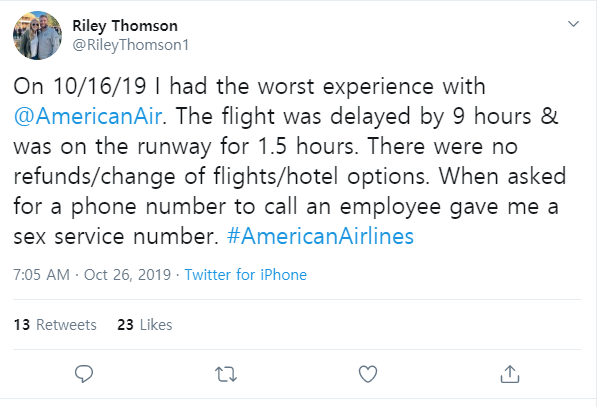 Riley Thomson
@RileyThomson1
On 10/16/19 I had the worst experience with
@AmericanAir. The flight was delayed by 9 hours &
was on the runway for 1.5 hours. There were no
refunds/change of flights/hotel options. When asked
for a phone number to call an employee gave me a
sex service number. #AmericanAirlines
7:05 AM · Oct 26, 2019 · Twitter for iPhone
13 Retweets 23 Likes